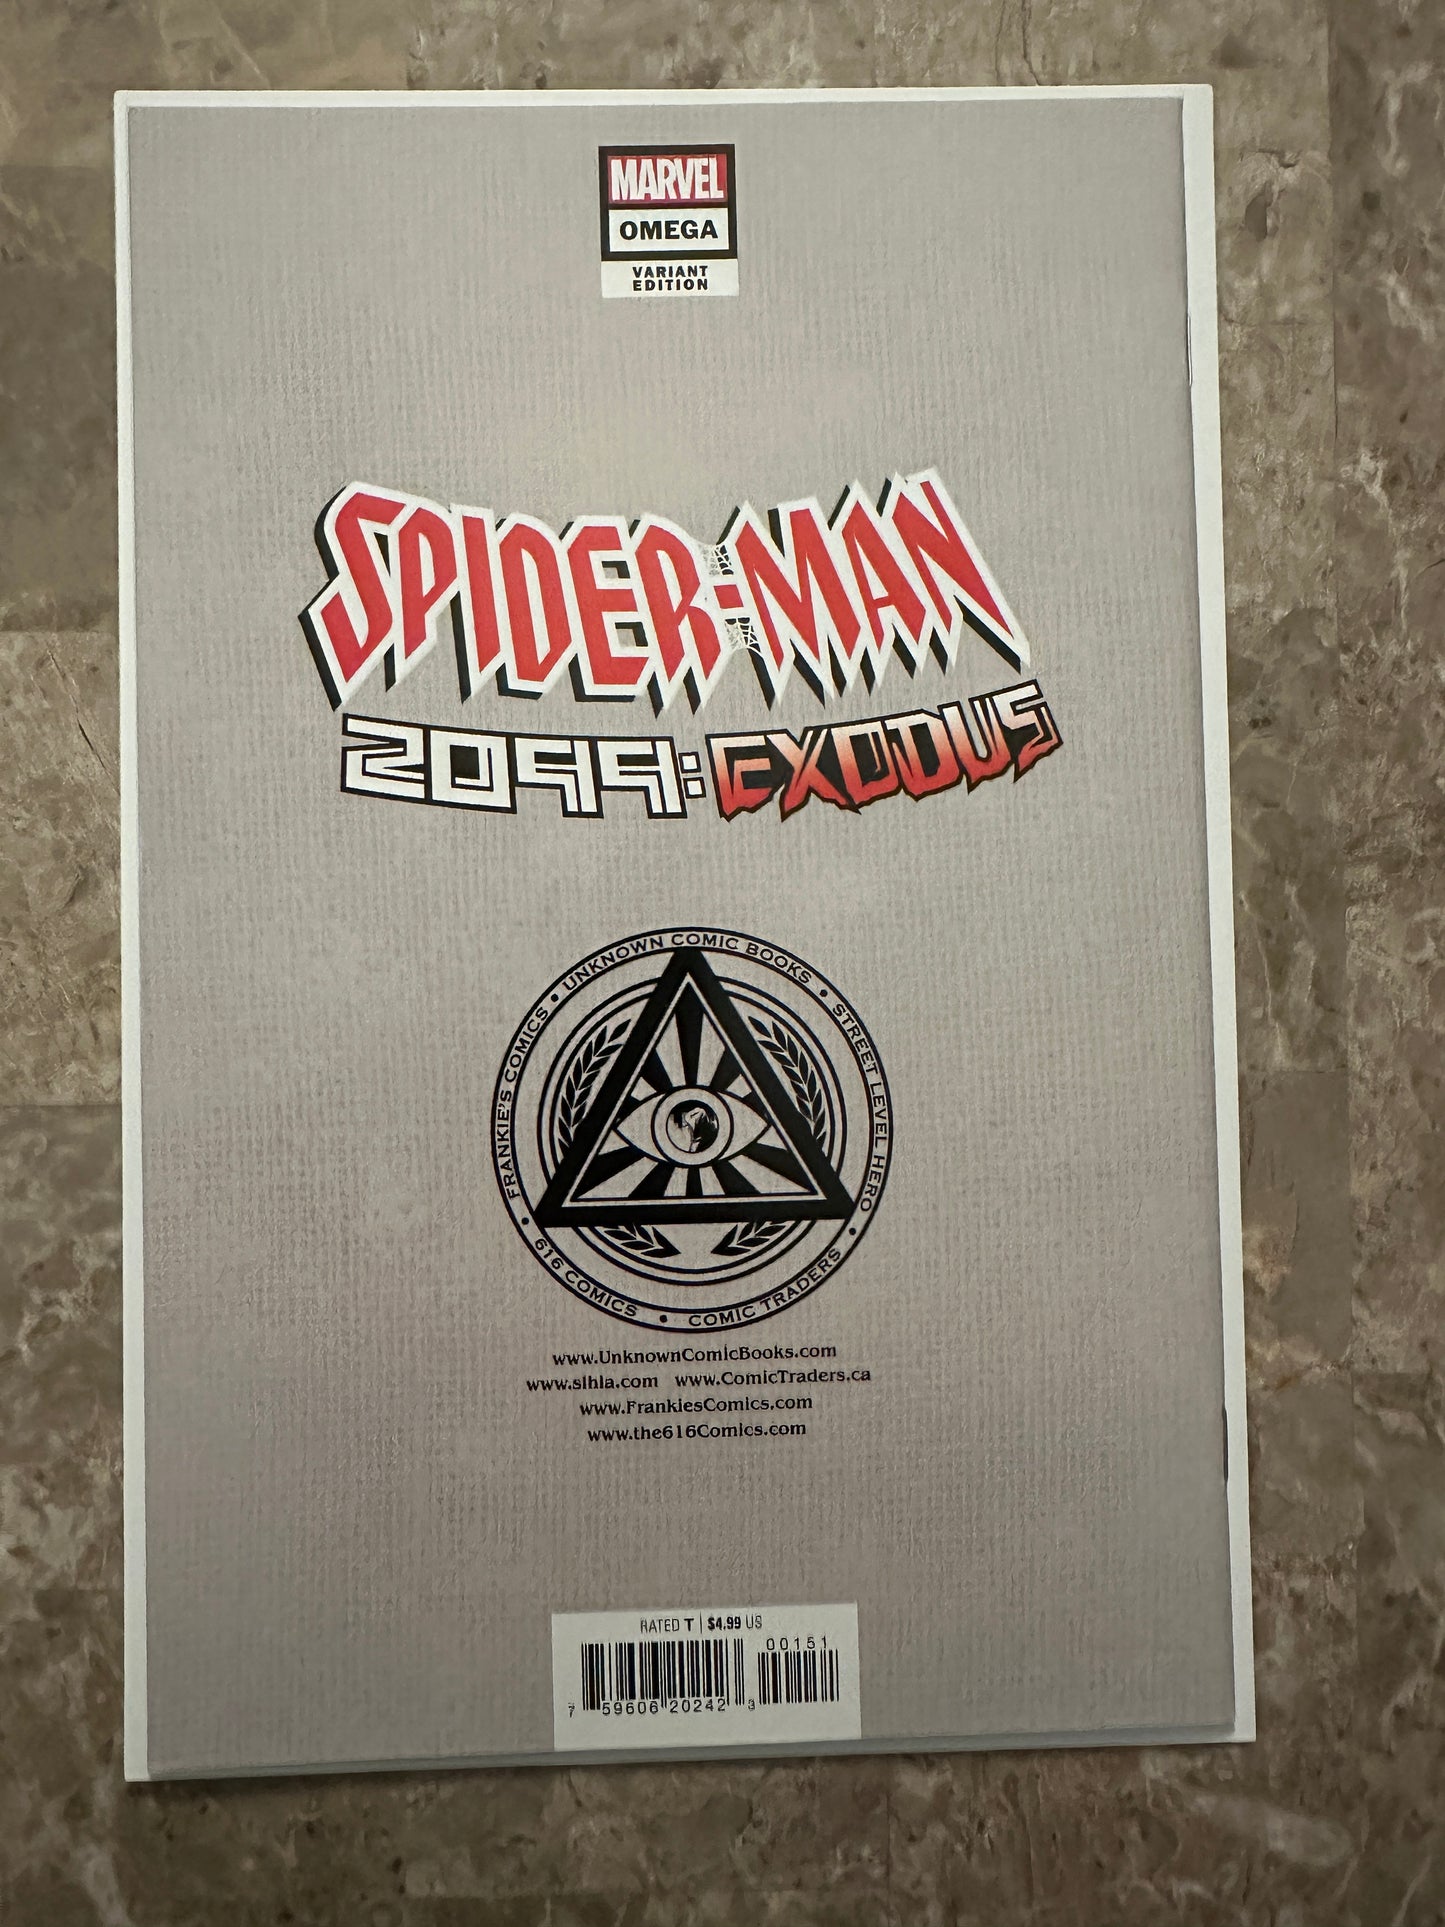 MARVEL
OMEGA
VARIANT
EDITION
SPIDER-MAN
2099: EXODUS
UNKNOWN COMIC BOOKS • STREET LEVEL HERO • COMIC TRADERS • 616 COMICS • FRANKIE'S COMICS •
www.UnknownComicBooks.com
www.slhla.com www.ComicTraders.ca
www.FrankiesComics.com
www.the616Comics.com
RATED T | $4.99 US
00151
7 59606 20242 3